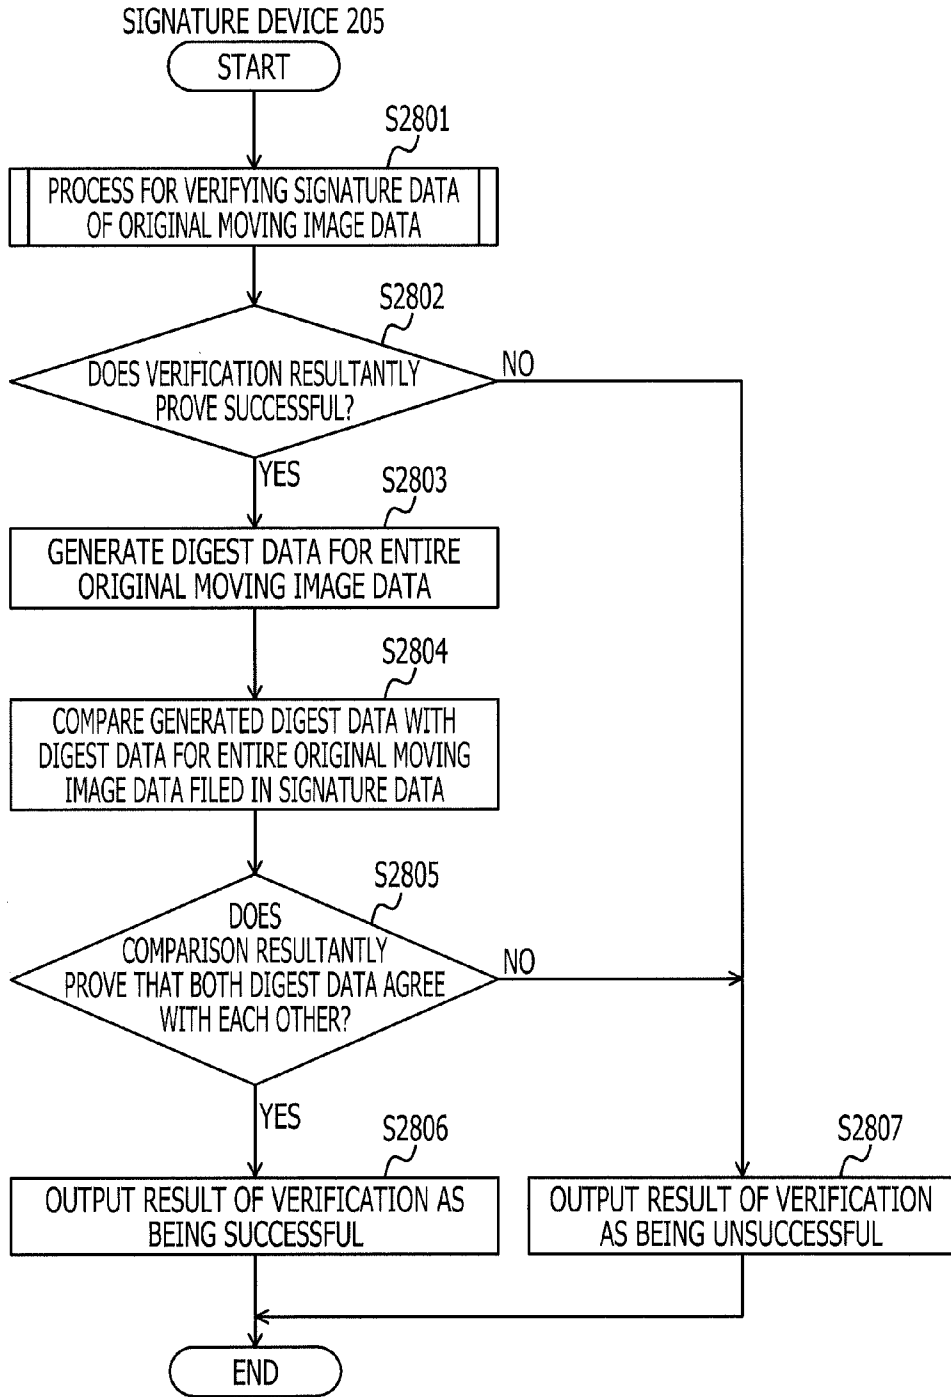 SIGNATURE DEVICE 205
START
S2801
PROCESS FOR VERIFYING SIGNATURE DATA
OF ORIGINAL MOVING IMAGE DATA
S2802
DOES VERIFICATION RESULTANTLY
PROVE SUCCESSFUL?
NO
YES
S2803
GENERATE DIGEST DATA FOR ENTIRE
ORIGINAL MOVING IMAGE DATA
S2804
COMPARE GENERATED DIGEST DATA WITH
DIGEST DATA FOR ENTIRE ORIGINAL MOVING
IMAGE DATA FILED IN SIGNATURE DATA
S2805
DOES
COMPARISON RESULTANTLY
PROVE THAT BOTH DIGEST DATA AGREE
WITH EACH OTHER?
NO
YES
S2806
OUTPUT RESULT OF VERIFICATION AS
BEING SUCCESSFUL
S2807
OUTPUT RESULT OF VERIFICATION
AS BEING UNSUCCESSFUL
END